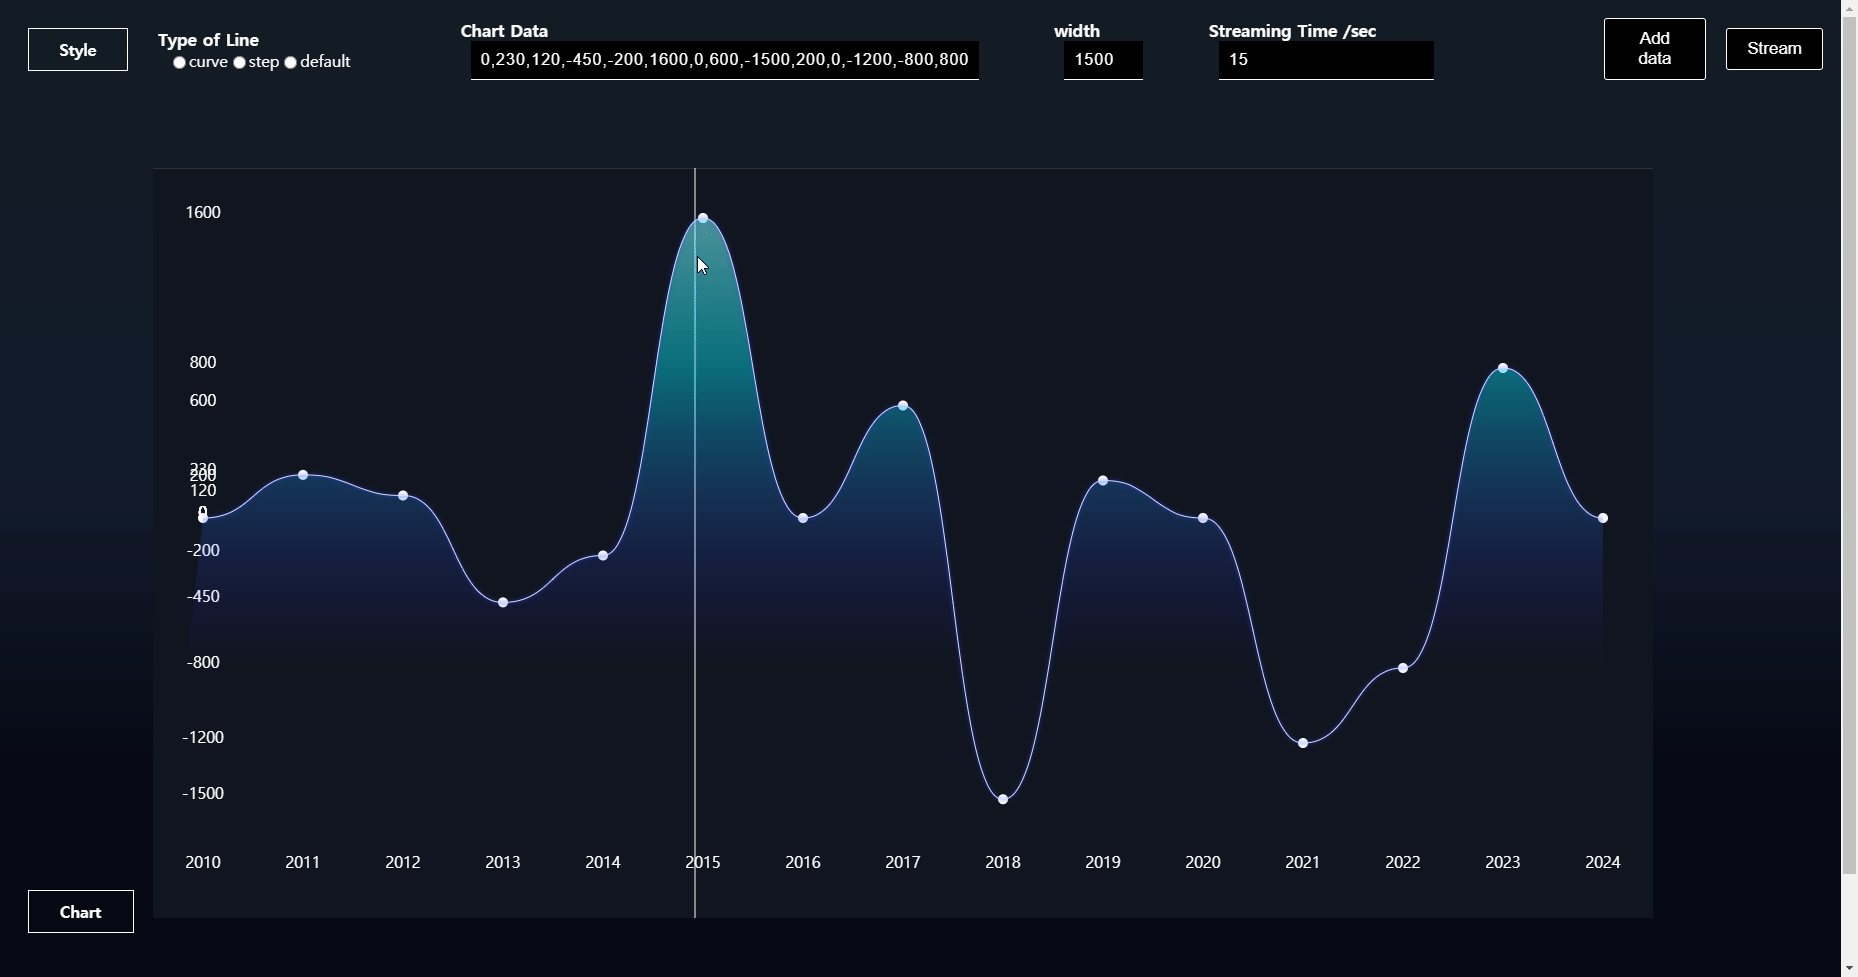 Style
Type of Line
curve step default
Chart Data
0,230,120,-450,-200,1600,0,600,-1500,200,0,-1200,-800,800
width
1500
Streaming Time /sec
15
Add
data
Stream
1600
800
600
230
200
120
0
-200
-450
-800
-1200
-1500
2010 2011 2012 2013 2014 2015 2016 2017 2018 2019 2020 2021 2022 2023 2024
Chart